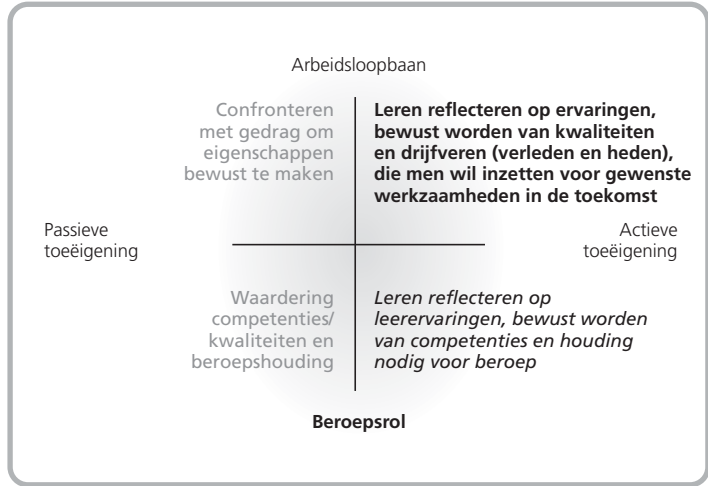 Arbeidsloopbaan
Confronteren
met gedrag om
eigenschappen
bewust te maken
Leren reflecteren op ervaringen,
bewust worden van kwaliteiten
en drijfveren (verleden en heden),
die men wil inzetten voor gewenste
werkzaamheden in de toekomst
Passieve
toeëigening
Actieve
toeëigening
Waardering
competenties/
kwaliteiten en
beroepshouding
Leren reflecteren op
leerervaringen, bewust worden
van competenties en houding
nodig voor beroep
Beroepsrol